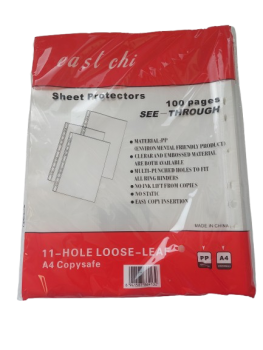 east chi
Sheet Protectors
100 pages
SEE-THROUGH
• MATERIAL:PP
(ENVIRONMENTAL FRIENDLY PRODUCT)
• CLEBAR AND EMBOSSED MATERIAL
ARE BOTH AVAILABLE
• MULTI-PUNCHED HOLES TO FIT
ALL RING BINDERS
• NO INK LIFT FROM COPIES
• NO STATIC
• EASY COPY INSERTION
MADE IN CHINA
11-HOLE LOOSE-LEAF
A4 Copysafe
PP
A4